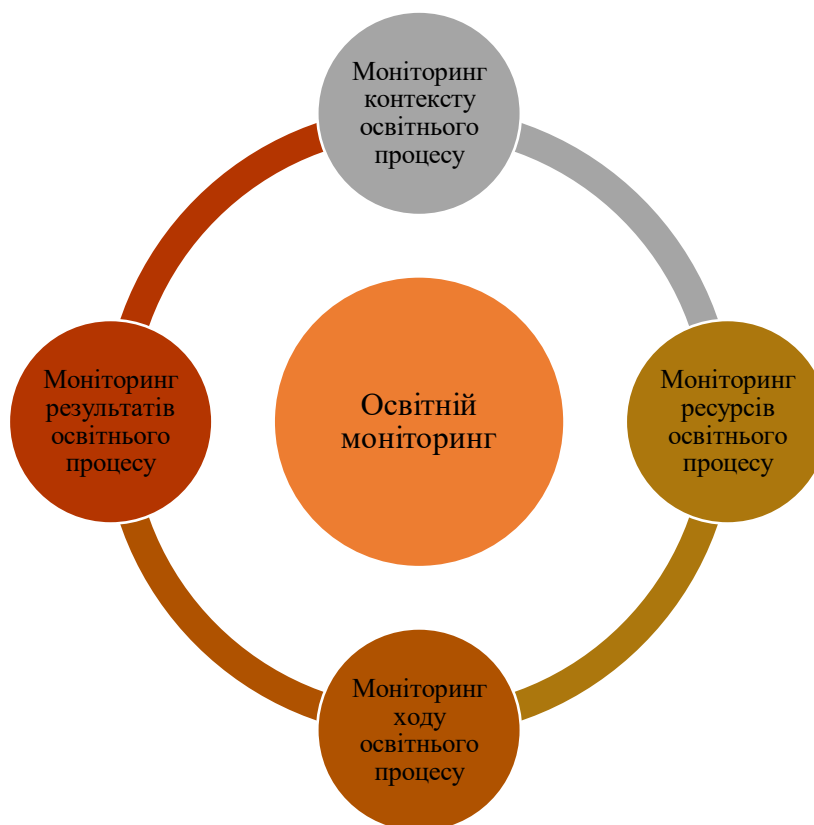 Моніторинг
контексту
освітнього
процесу
Моніторинг
результатів
освітнього
процесу
Освітній
моніторинг
Моніторинг
ресурсів
освітнього
процесу
Моніторинг
ходу
освітнього
процесу